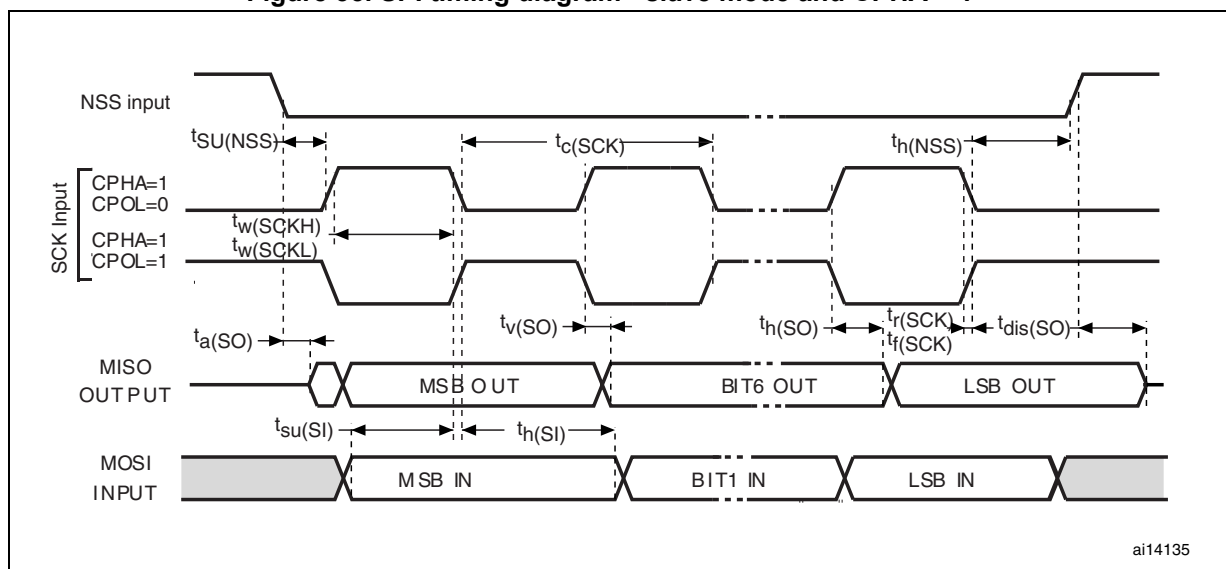 NSS input
tSU(NSS)
tc(SCK)
th(NSS)
SCK Input
CPHA=1
CPOL=0
tw(SCKH)
tw(SCKL)
CPHA=1
CPOL=1
ta(SO)
tv(SO)
th(SO)
tr(SCK)
tf(SCK)
tdis(SO)
MISO
OUTPUT
MSB OUT
BIT6 OUT
LSB OUT
tsu(SI)
th(SI)
MOSI
INPUT
MSB IN
BIT1 IN
LSB IN
ai14135